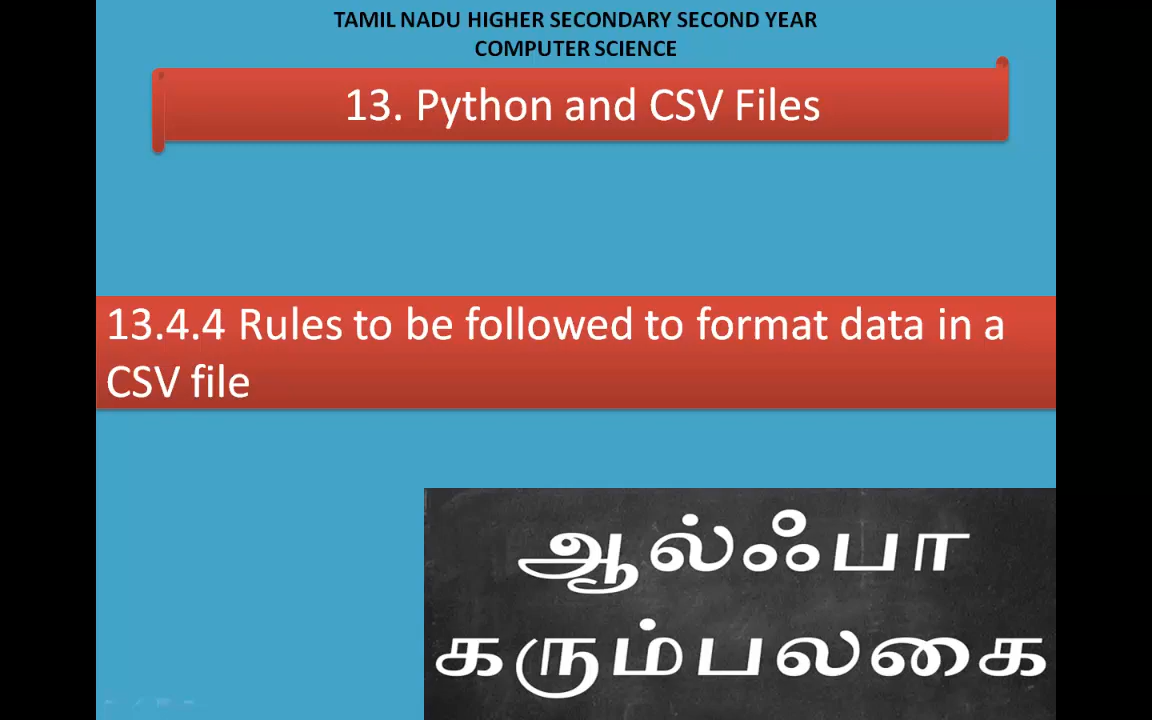 TAMIL NADU HIGHER SECONDARY SECOND YEAR
COMPUTER SCIENCE
13. Python and CSV Files
13.4.4 Rules to be followed to format data in a
CSV file
ஆல்ஃபா
கரும்பலகை